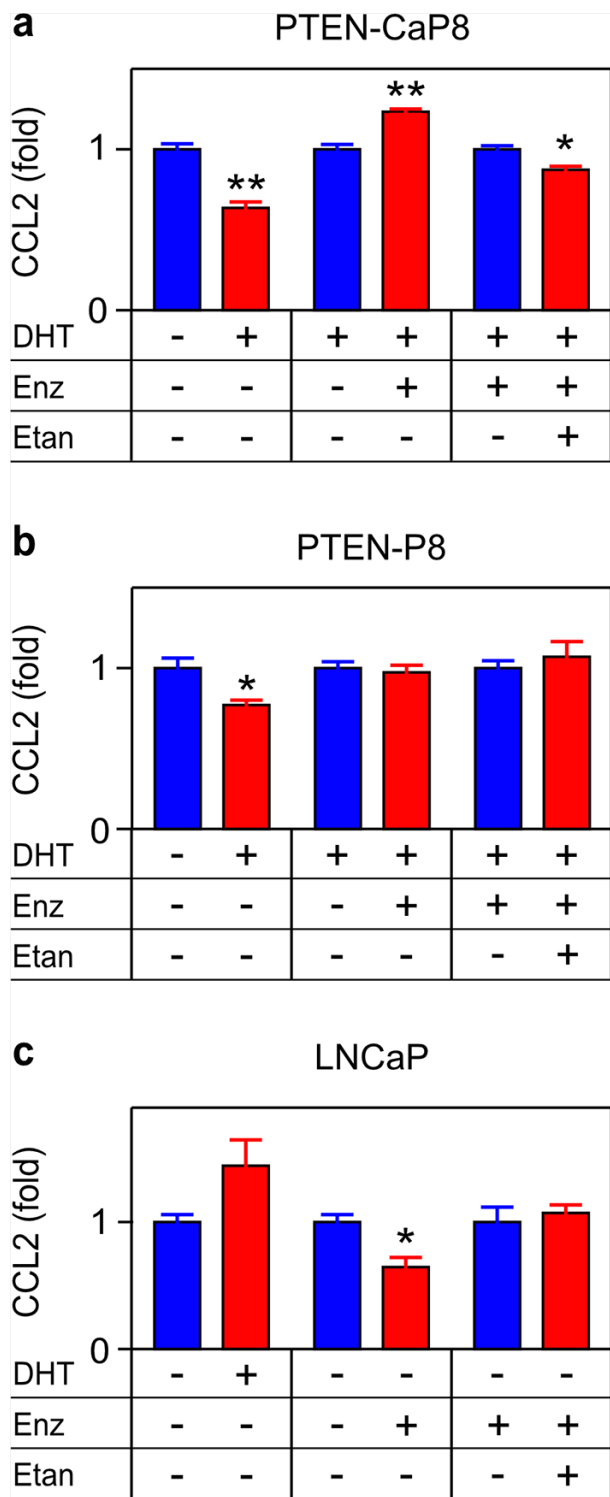 a PTEN-CaP8
CCL2 (fold)
**
**
*
1
0
DHT - + + + + +
Enz - - - + + +
Etan - - - - - +
b PTEN-P8
CCL2 (fold)
*
1
0
DHT - + + + + +
Enz - - - + + +
Etan - - - - - +
c LNCaP
CCL2 (fold)
*
1
0
DHT - + - - - -
Enz - - - + + +
Etan - - - - - +